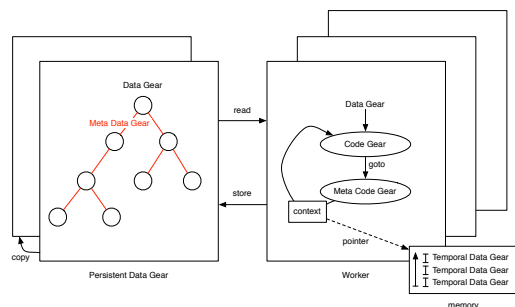 Data Gear
Meta Data Gear
read
store
copy
Persistent Data Gear
Data Gear
Code Gear
goto
Meta Code Gear
context
pointer
Worker
Temporal Data Gear
Temporal Data Gear
Temporal Data Gear
memory